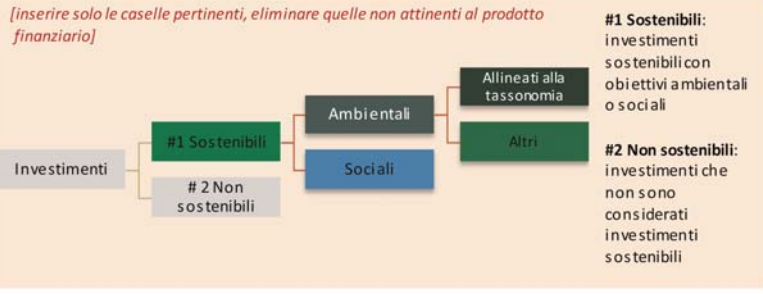 [inserire solo le caselle pertinenti, eliminare quelle non attinenti al prodotto
finanziario]
Investimenti
#1 Sostenibili
# 2 Non
sostenibili
Ambientali
Sociali
Allineati alla
tassonomia
Altri
#1 Sostenibili:
investimenti
sostenibili con
obiettivi ambientali
o sociali
#2 Non sostenibili:
investimenti che
non sono
considerati
investimenti
sostenibili